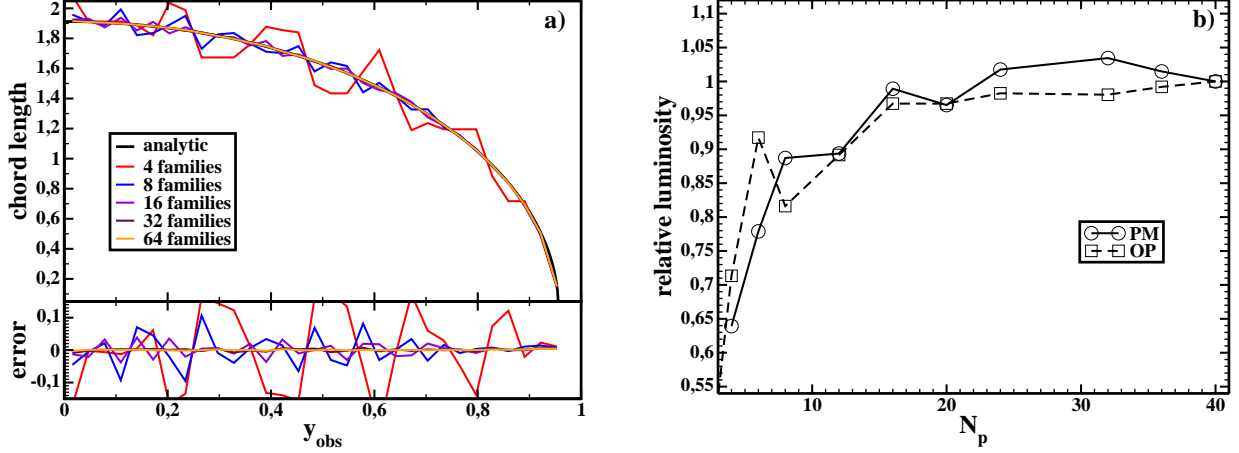 a)
2
1.8
1.6
1.4
1.2
1
0.8
0.6
0.4
0.2
chord length
analytic
4 families
8 families
16 families
32 families
64 families
0,1
0
-0,1
error
0
0,2
0,4
0,6
0,8
1
y_obs
b)
1,1
1,05
1
0,95
0,9
0,85
0,8
0,75
0,7
0,65
0,6
0,55
relative luminosity
PM
OP
10
20
30
40
N_p